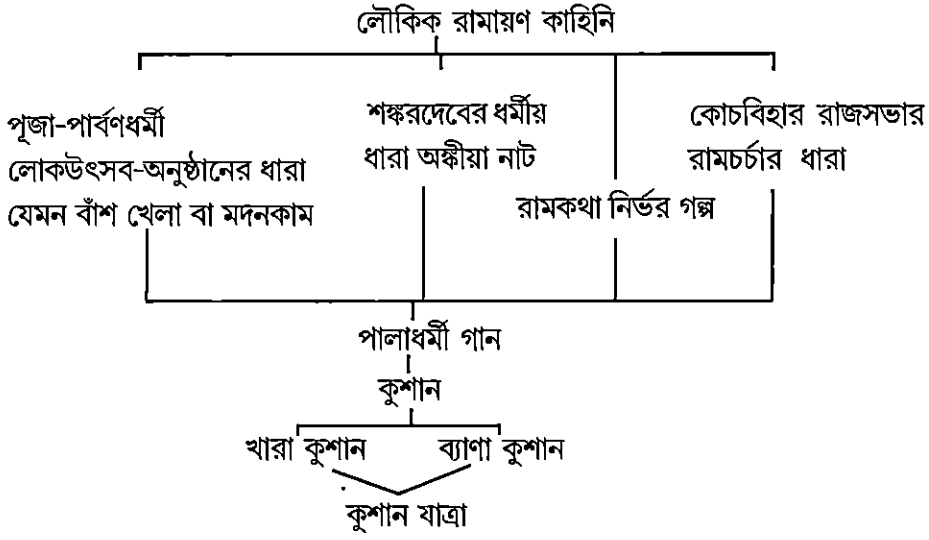 লৌকিক রামায়ণ কাহিনি
পূজা-পার্বণধর্মী
লোকউৎসব-অনুষ্ঠানের ধারা
যেমন বাঁশ খেলা বা মদনকাম
শঙ্করদেবের ধর্মীয়
ধারা অঙ্কীয়া নাট
রামকথা নির্ভর গল্প
কোচবিহার রাজসভার
রামচর্চার ধারা
পালাধর্মী গান
কুশান
খারা কুশান ব্যাণা কুশান
কুশান যাত্রা